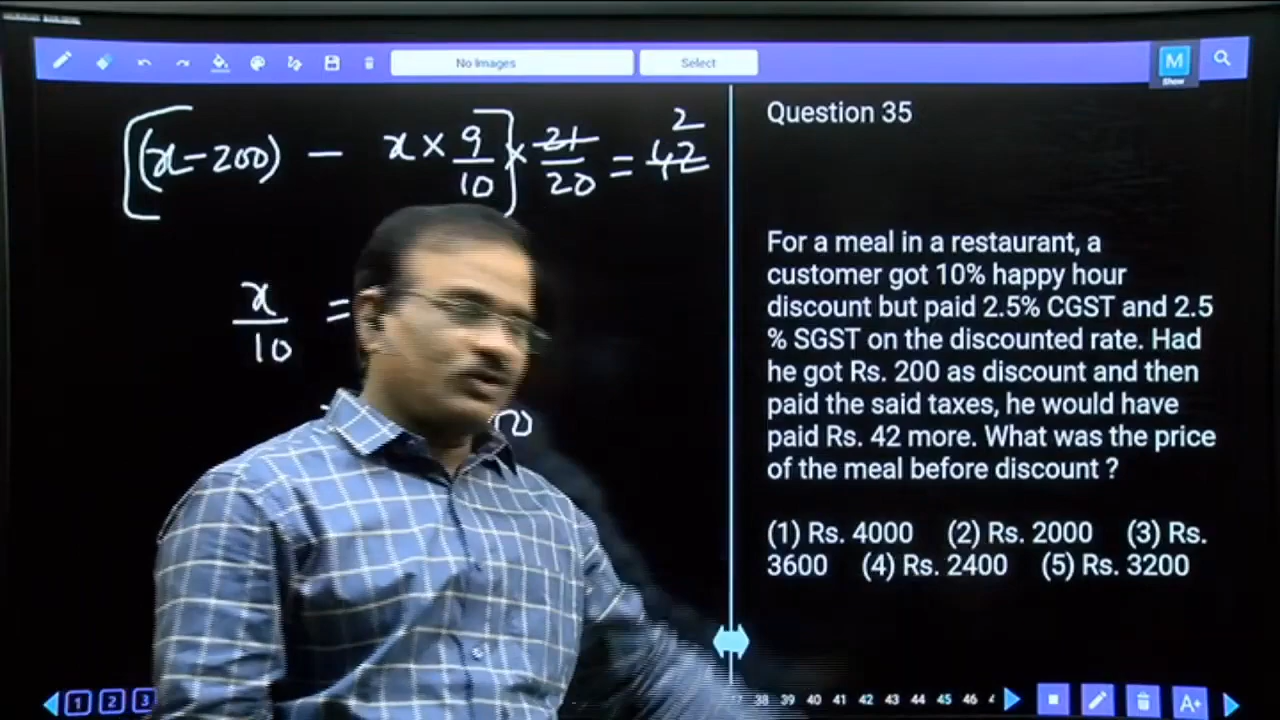 No Images
Select
M
Show
[(x-200) - x × 9/10] × 21/20 = 42
2
x/10 =
Question 35
For a meal in a restaurant, a
customer got 10% happy hour
discount but paid 2.5% CGST and 2.5
% SGST on the discounted rate. Had
he got Rs. 200 as discount and then
paid the said taxes, he would have
paid Rs. 42 more. What was the price
of the meal before discount ?
(1) Rs. 4000 (2) Rs. 2000 (3) Rs.
3600 (4) Rs. 2400 (5) Rs. 3200
1 2 3
38 39 40 41 42 43 44 45 46
A+